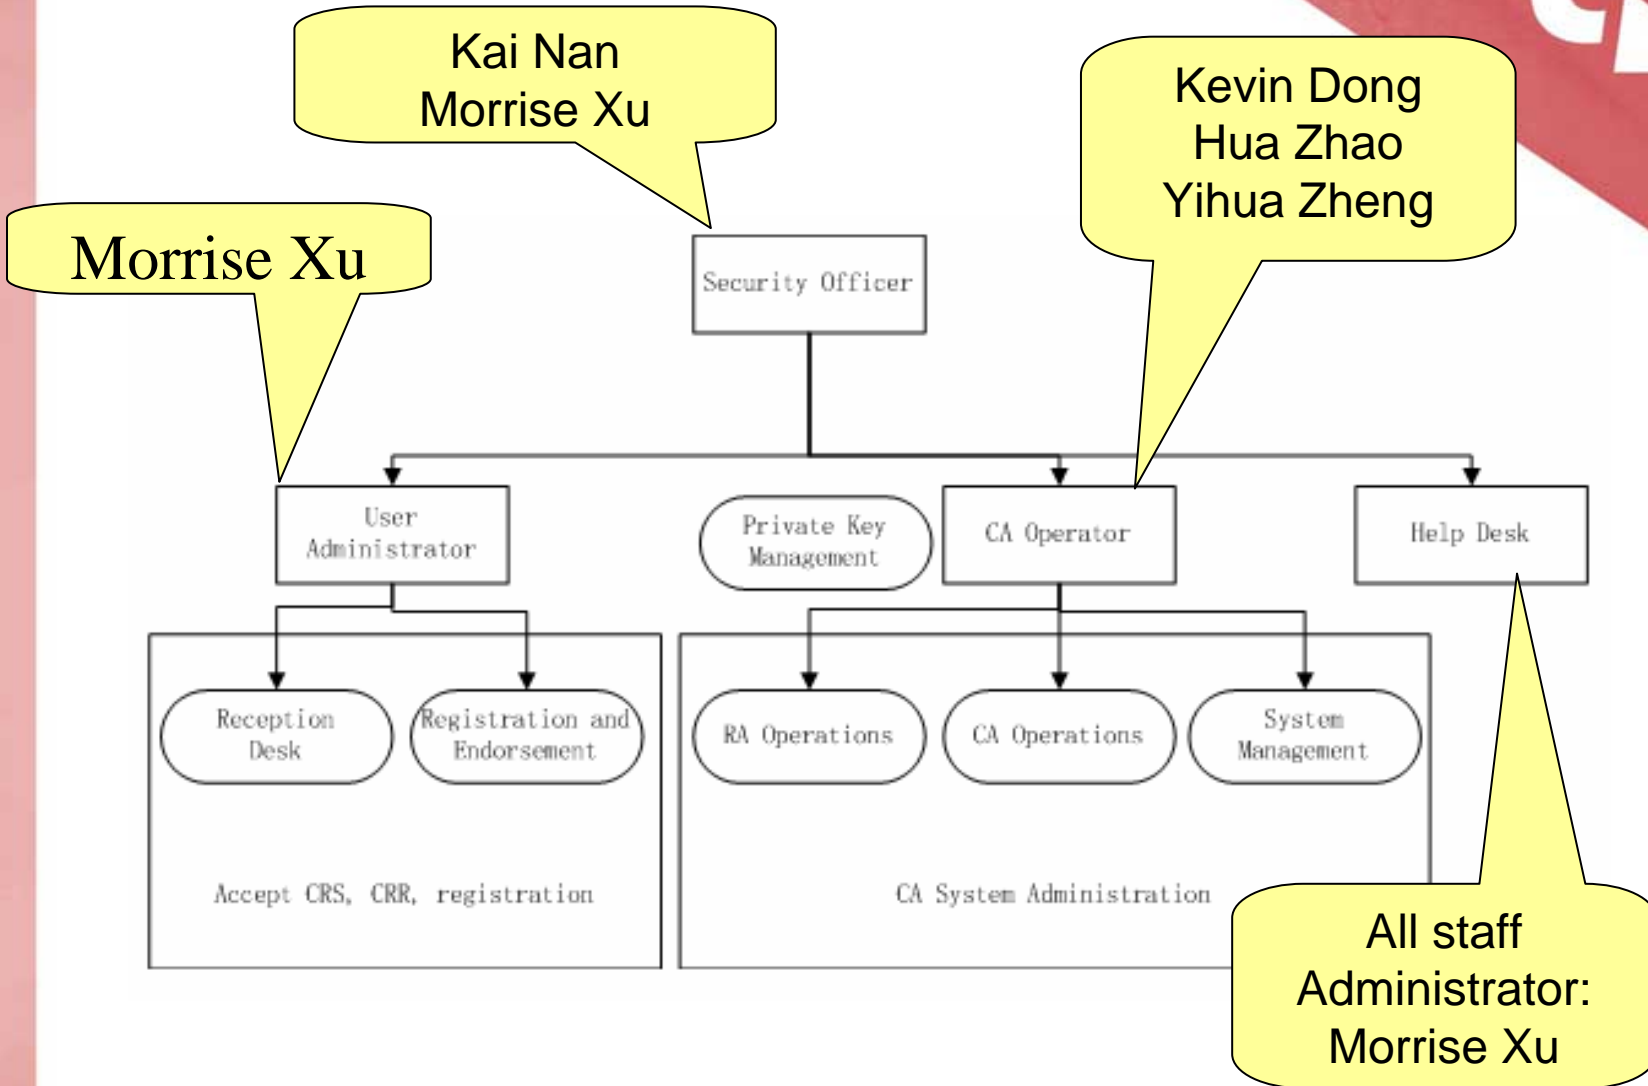 Kai Nan
Morrise Xu
Kevin Dong
Hua Zhao
Yihua Zheng
Morrise Xu
Security Officer
User
Administrator
Private Key
Management
CA Operator
Help Desk
Reception
Desk
Registration and
Endorsement
RA Operations
CA Operations
System
Management
Accept CRS, CRR, registration
CA System Administration
All staff
Administrator:
Morrise Xu